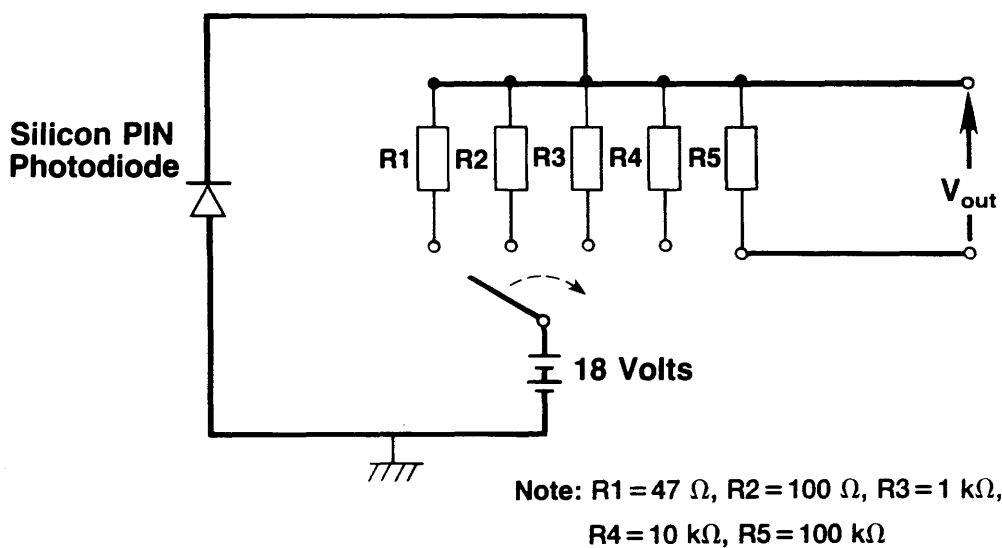 Silicon PIN
Photodiode
R1
R2
R3
R4
R5
Vout
18 Volts
Note: R1 = 47 Ω, R2 = 100 Ω, R3 = 1 kΩ,
R4 = 10 kΩ, R5 = 100 kΩ